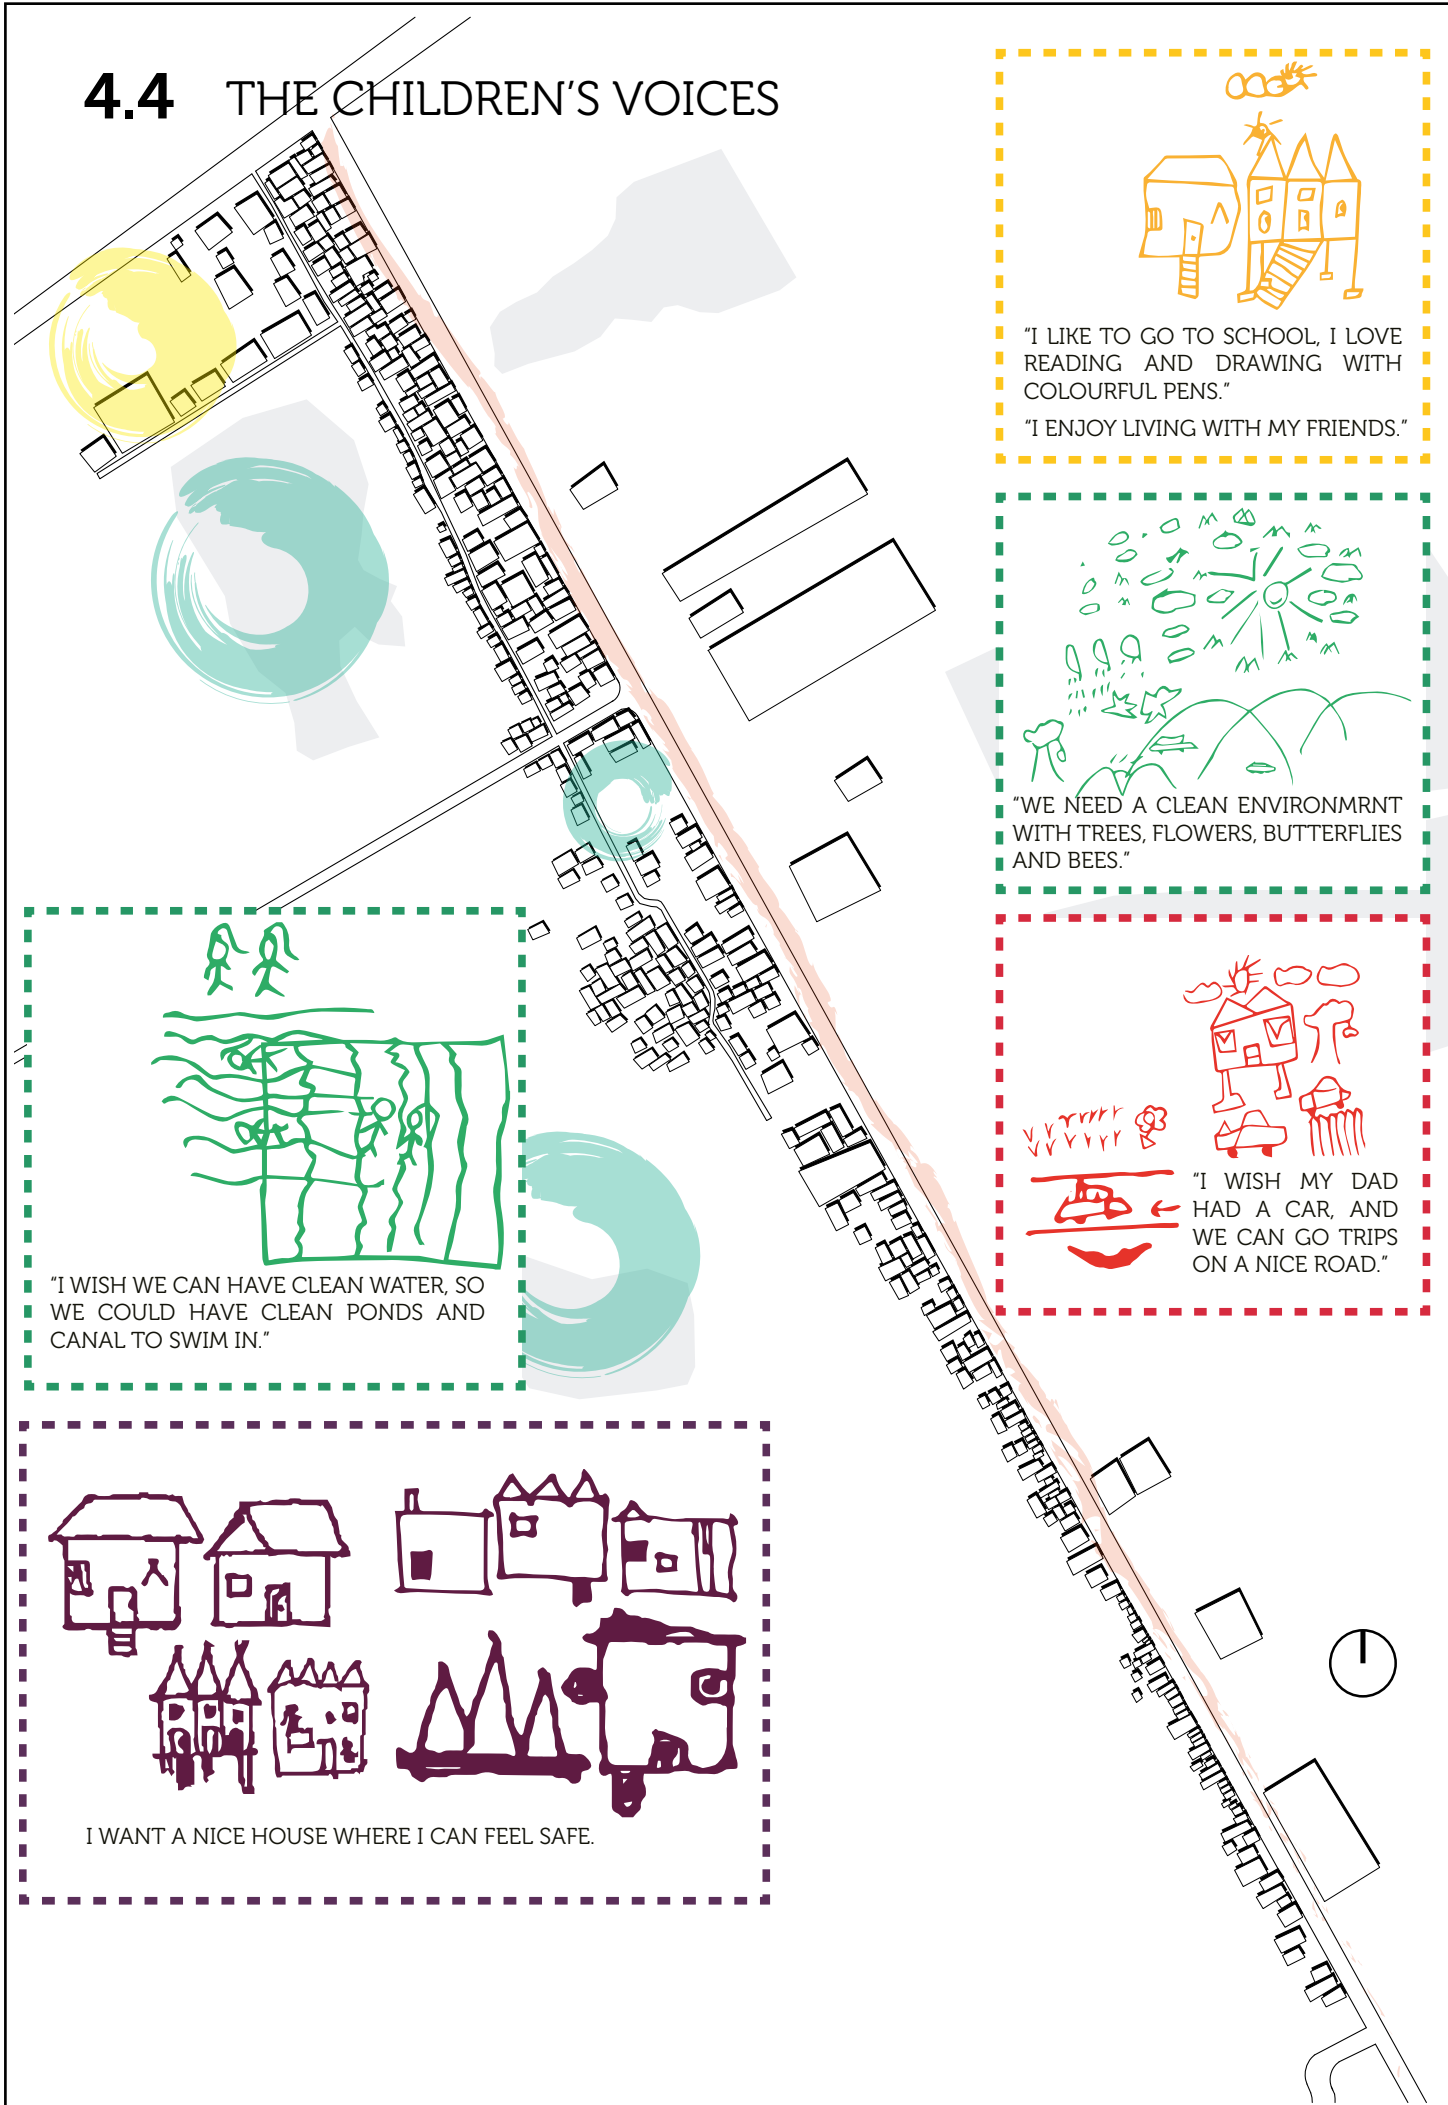 4.4 THE CHILDREN'S VOICES
"I LIKE TO GO TO SCHOOL, I LOVE
READING AND DRAWING WITH
COLOURFUL PENS."
"I ENJOY LIVING WITH MY FRIENDS."
"WE NEED A CLEAN ENVIRONMRNT
WITH TREES, FLOWERS, BUTTERFLIES
AND BEES."
"I WISH MY DAD
HAD A CAR, AND
WE CAN GO TRIPS
ON A NICE ROAD."
"I WISH WE CAN HAVE CLEAN WATER, SO
WE COULD HAVE CLEAN PONDS AND
CANAL TO SWIM IN."
I WANT A NICE HOUSE WHERE I CAN FEEL SAFE.